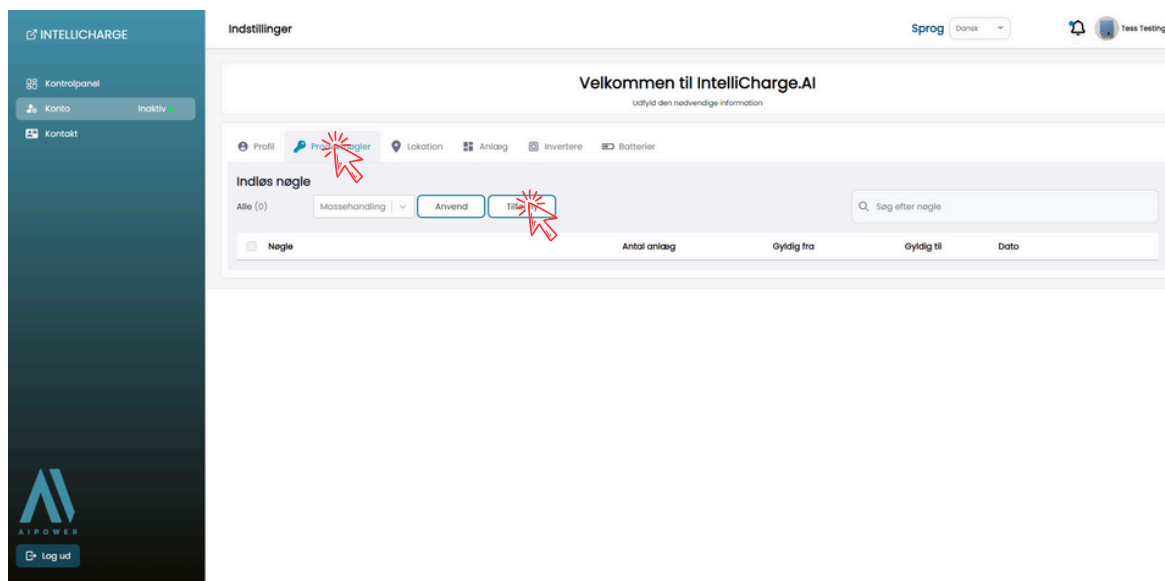 INTELLICHARGE
Kontrolpanel
Konto Inaktiv
Kontakt
AIPOWER
Log ud
Indstillinger
Sprog Dansk
Tess Testing
Velkommen til IntelliCharge.AI
Udfyld den nødvendige information
Profil
Lokation
Anlæg
Invertere
Batterier
Indløs nøgle
Alle (0)
Massehandling
Anvend
Søg efter nøgle
Nøgle Antal anlæg Gyldig fra Gyldig til Dato